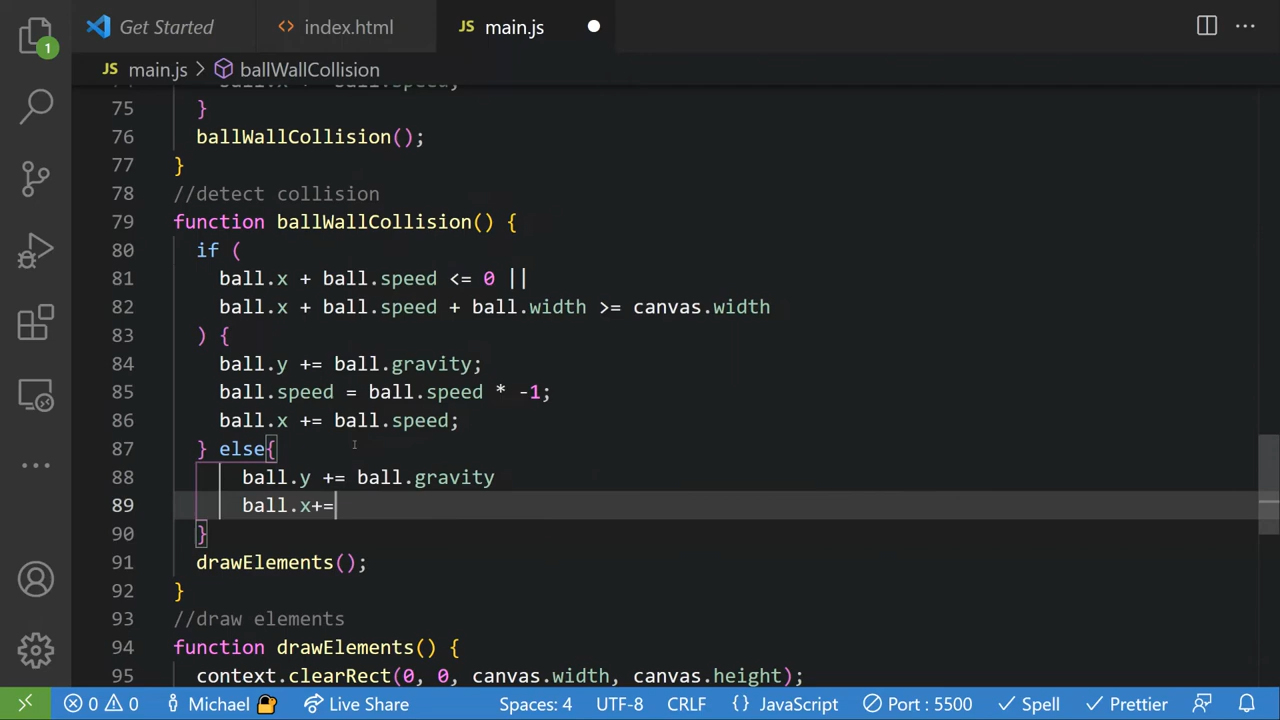 Get Started
<> index.html
JS main.js
1
JS main.js > ballWallCollision
75 }
76 ballWallCollision();
77 }
78 //detect collision
79 function ballWallCollision() {
80 if (
81 ball.x + ball.speed <= 0 ||
82 ball.x + ball.speed + ball.width >= canvas.width
83 ) {
84 ball.y += ball.gravity;
85 ball.speed = ball.speed * -1;
86 ball.x += ball.speed;
87 } else{
88 ball.y += ball.gravity
89 ball.x+=
90 }
91 drawElements();
92 }
93 //draw elements
94 function drawElements() {
95 context.clearRect(0, 0, canvas.width, canvas.height);
0 0 Michael Live Share Spaces: 4 UTF-8 CRLF {} JavaScript Port : 5500 Spell Prettier